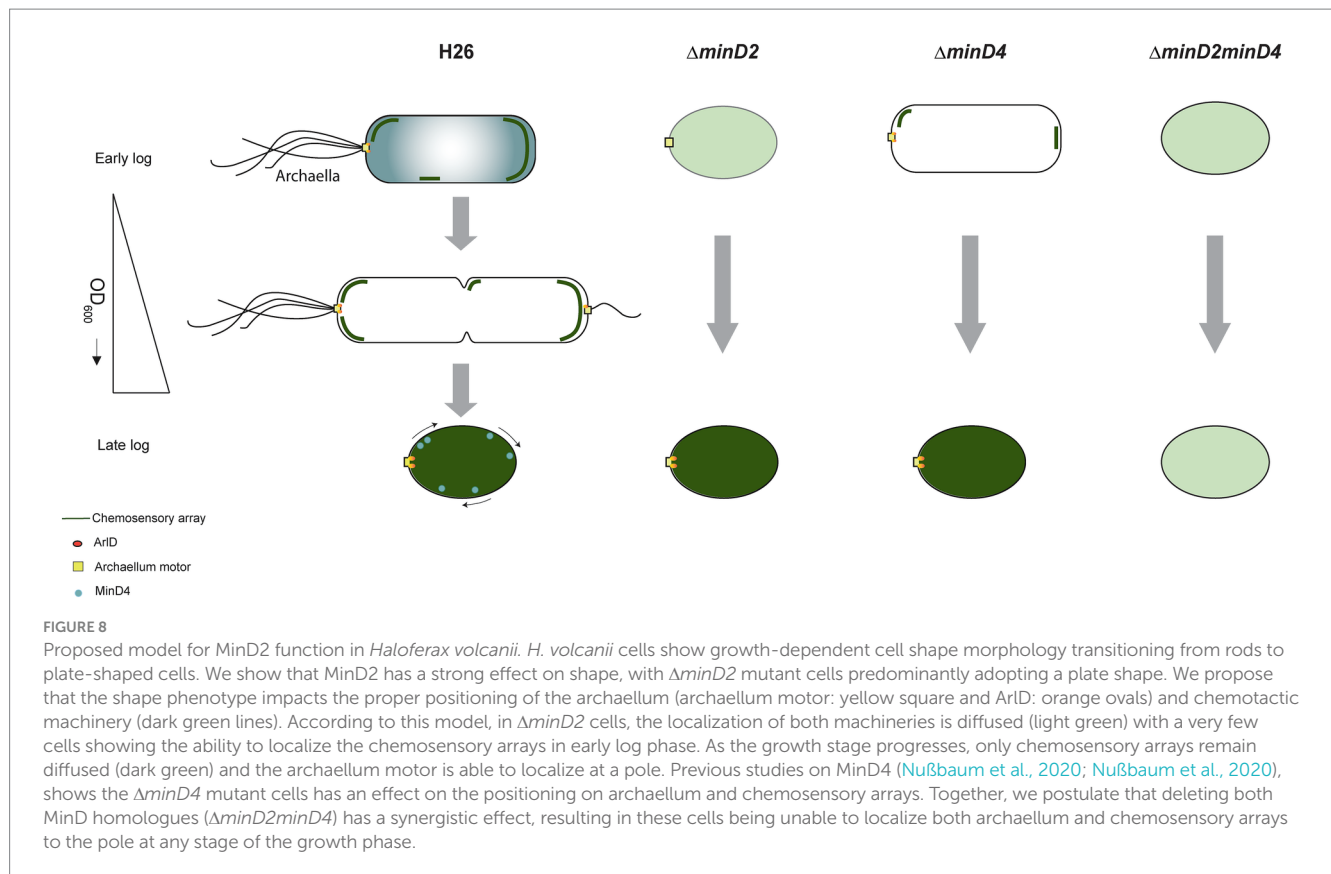 H26
ΔminD2
ΔminD4
ΔminD2minD4
Early log
Archaella
OD600
Late log
Chemosensory array
ArlD
Archaellum motor
MinD4
FIGURE 8
Proposed model for MinD2 function in Haloferax volcanii. H. volcanii cells show growth-dependent cell shape morphology transitioning from rods to
plate-shaped cells. We show that MinD2 has a strong effect on shape, with ΔminD2 mutant cells predominantly adopting a plate shape. We propose
that the shape phenotype impacts the proper positioning of the archaellum (archaellum motor: yellow square and ArlD: orange ovals) and chemotactic
machinery (dark green lines). According to this model, in ΔminD2 cells, the localization of both machineries is diffused (light green) with a very few
cells showing the ability to localize the chemosensory arrays in early log phase. As the growth stage progresses, only chemosensory arrays remain
diffused (dark green) and the archaellum motor is able to localize at a pole. Previous studies on MinD4 (Nußbaum et al., 2020; Nußbaum et al., 2020),
shows the ΔminD4 mutant cells has an effect on the positioning on archaellum and chemosensory arrays. Together, we postulate that deleting both
MinD homologues (ΔminD2minD4) has a synergistic effect, resulting in these cells being unable to localize both archaellum and chemosensory arrays
to the pole at any stage of the growth phase.